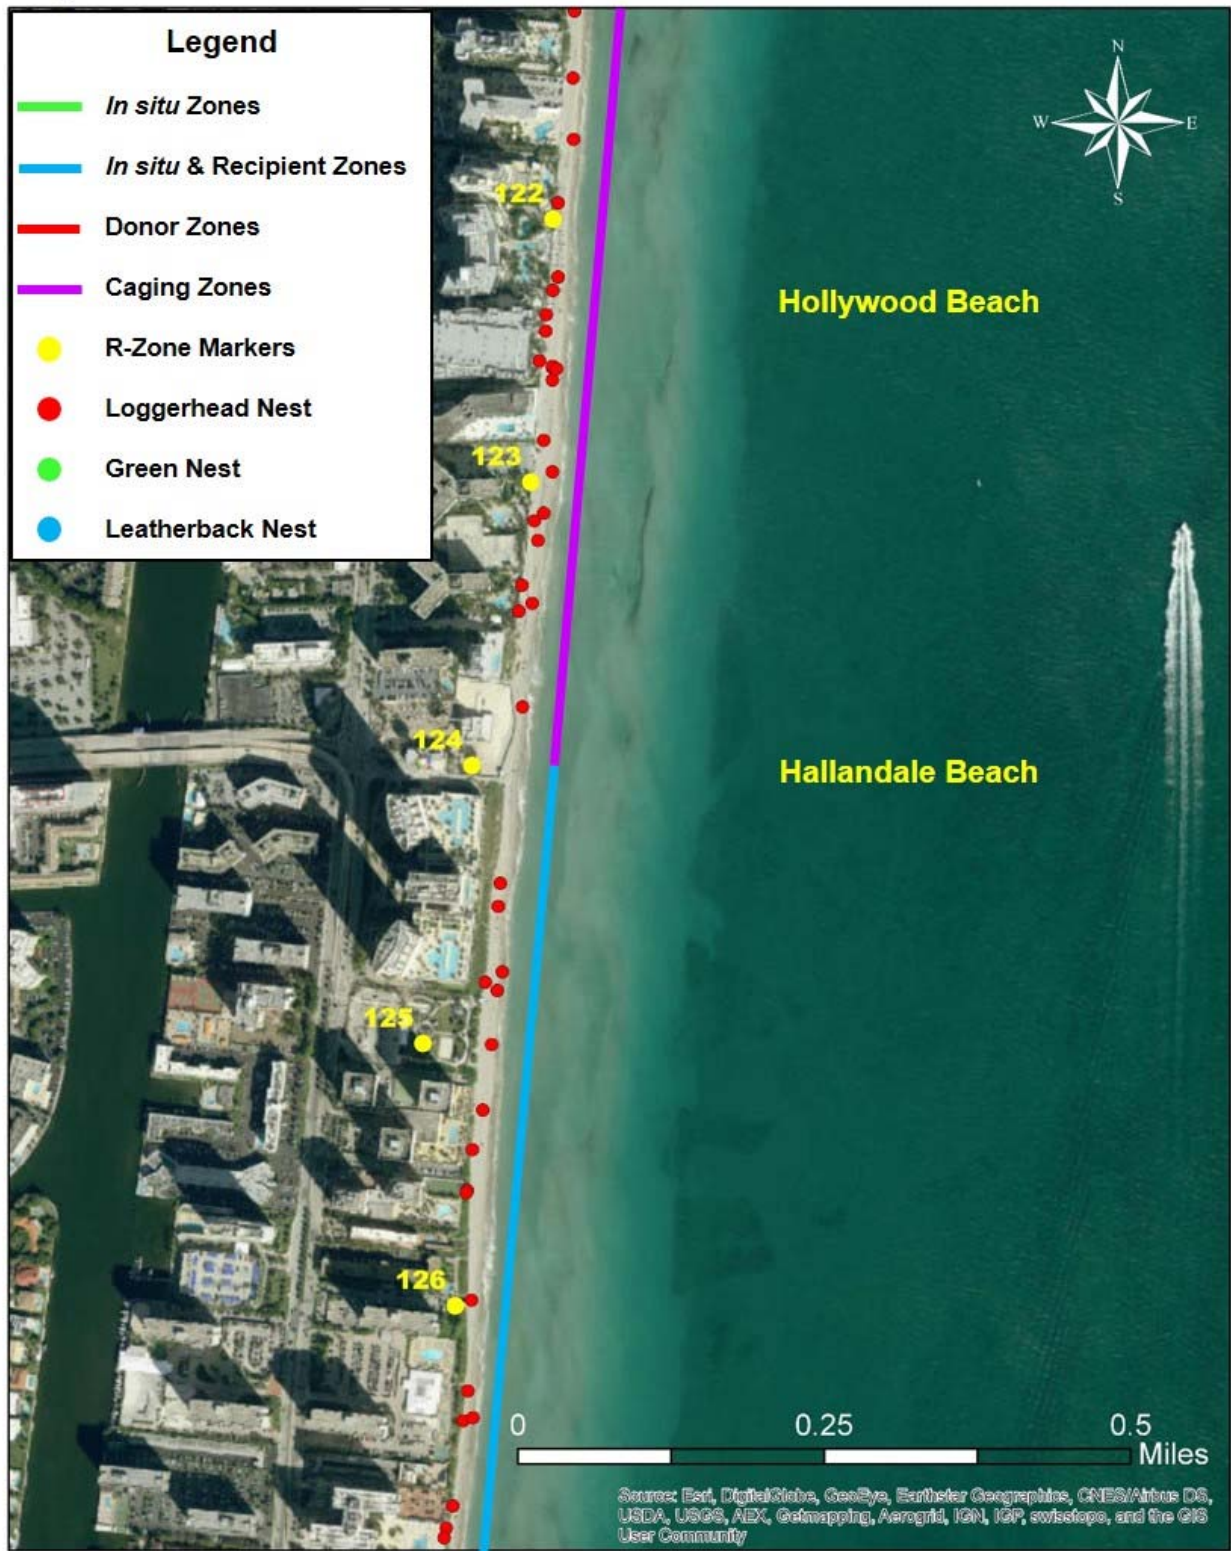 Legend
In situ Zones
In situ & Recipient Zones
Donor Zones
Caging Zones
R-Zone Markers
Loggerhead Nest
Green Nest
Leatherback Nest
N
W E
S
122
Hollywood Beach
123
124
Hallandale Beach
125
126
0 0.25 0.5
Miles
Source: Esri, DigitalGlobe, GeoEye, Earthstar Geographics, CNES/Airbus DS,
USDA, USGS, AEX, Getmapping, Aerogrid, IGN, IGP, swisstopo, and the GIS
User Community